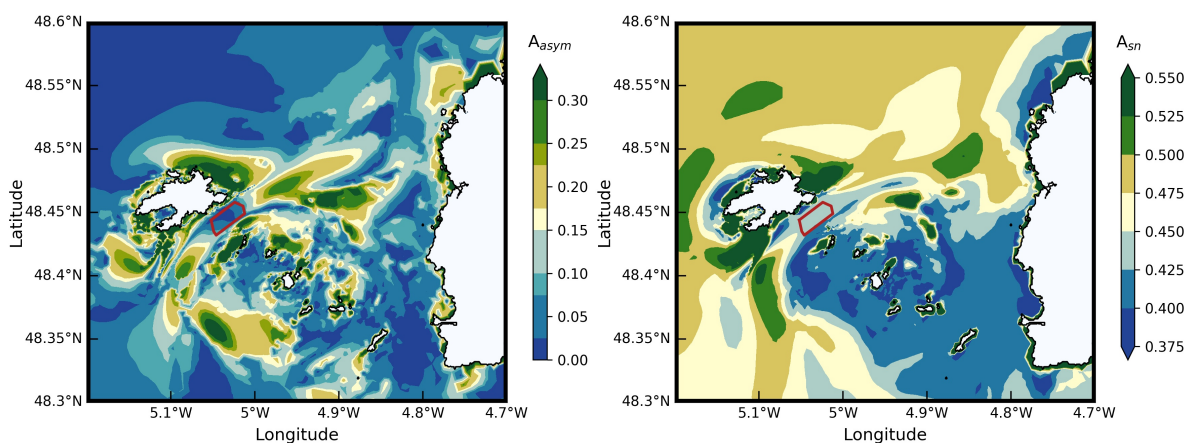 48.6°N
48.55°N
48.5°N
48.45°N
48.4°N
48.35°N
48.3°N
Latitude
5.1°W 5°W 4.9°W 4.8°W 4.7°W
Longitude
A_asym
0.30
0.25
0.20
0.15
0.10
0.05
0.00
48.6°N
48.55°N
48.5°N
48.45°N
48.4°N
48.35°N
48.3°N
Latitude
5.1°W 5°W 4.9°W 4.8°W 4.7°W
Longitude
A_sn
0.550
0.525
0.500
0.475
0.450
0.425
0.400
0.375